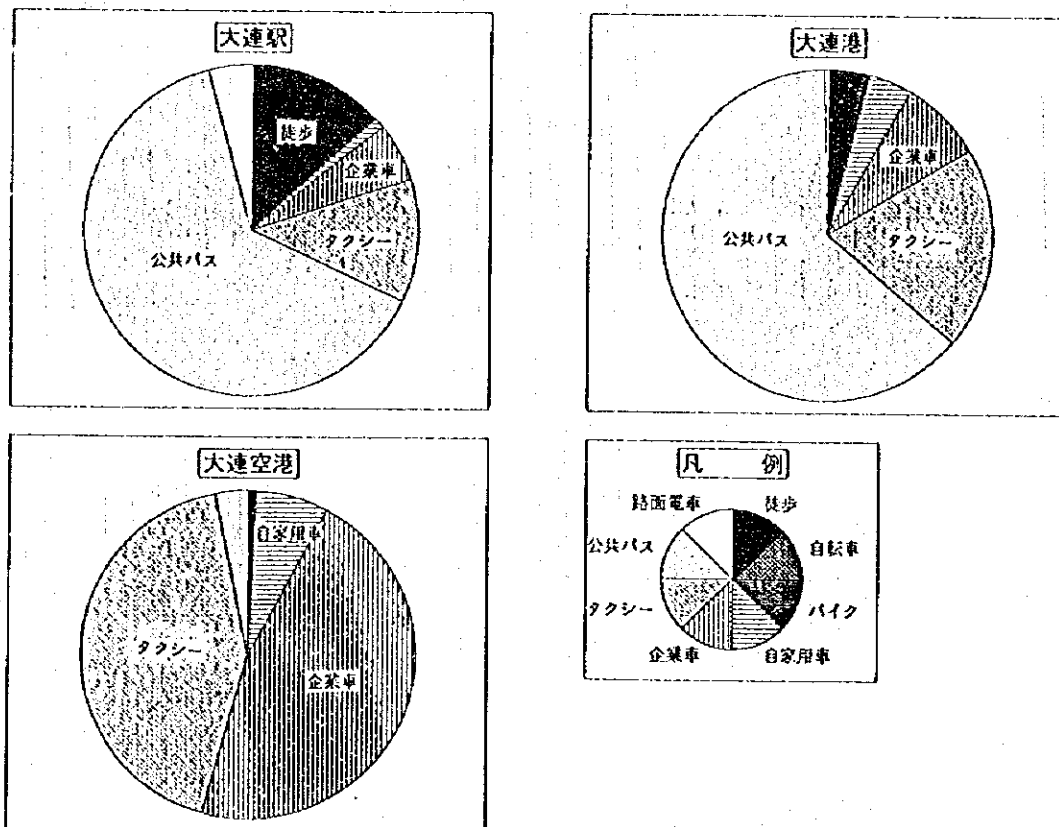 大連駅
徒歩
企業車
タクシー
公共バス
大連港
企業車
タクシー
公共バス
大連空港
自家用車
タクシー
企業車
凡 例
路面電車
徒歩
公共バス
自転車
タクシー
バイク
企業車
自家用車